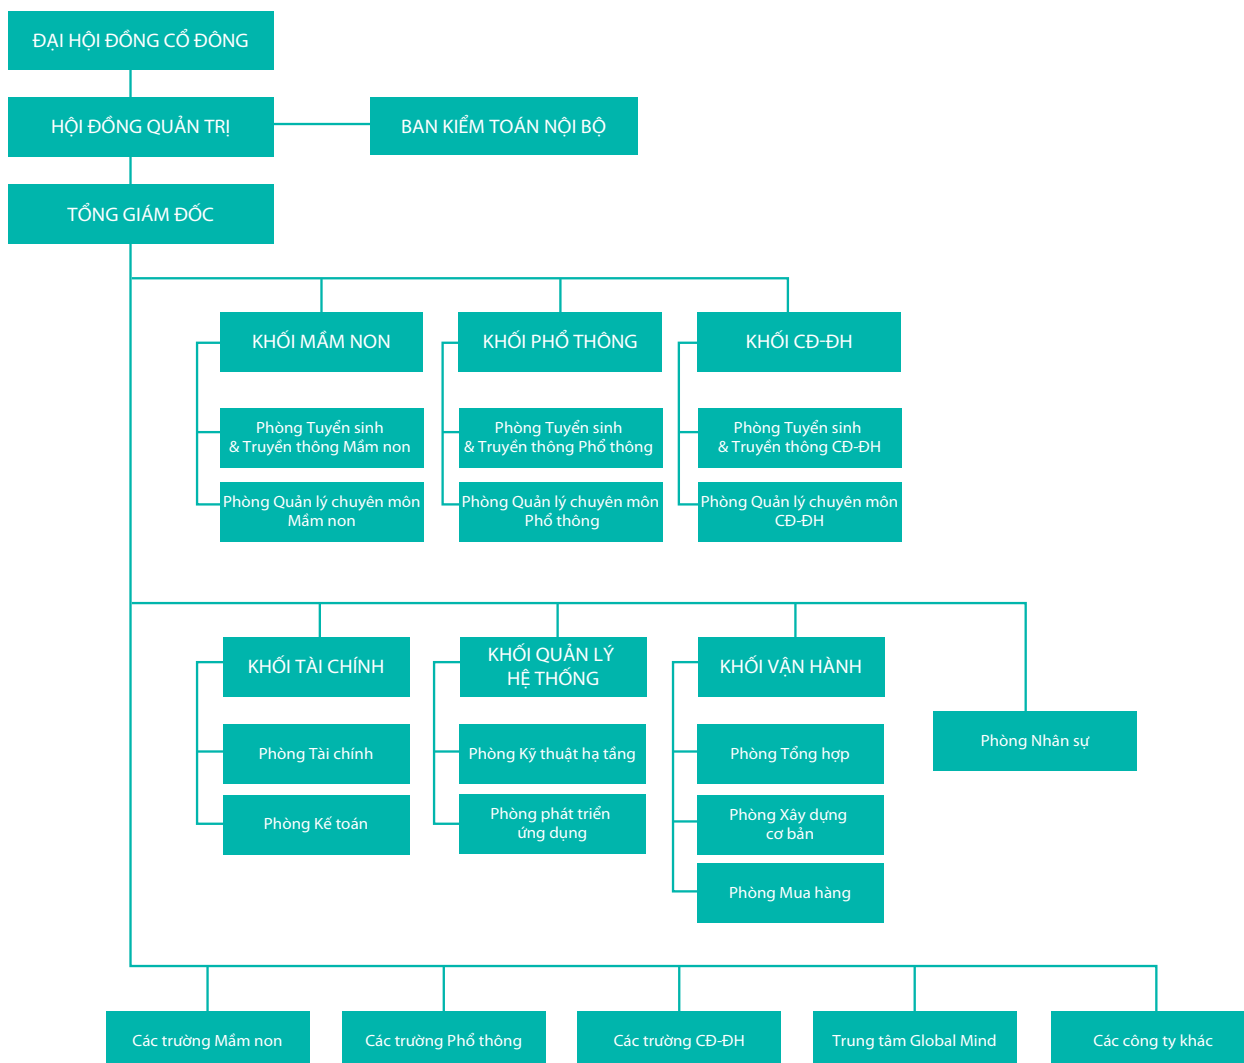 ĐẠI HỘI ĐỒNG CỔ ĐÔNG
HỘI ĐỒNG QUẢN TRỊ
BAN KIỂM TOÁN NỘI BỘ
TỔNG GIÁM ĐỐC
KHỐI MẦM NON
KHỐI PHỔ THÔNG
KHỐI CĐ-ĐH
Phòng Tuyển sinh
& Truyền thông Mầm non
Phòng Tuyển sinh
& Truyền thông Phổ thông
Phòng Tuyển sinh
& Truyền thông CĐ-ĐH
Phòng Quản lý chuyên môn
Mầm non
Phòng Quản lý chuyên môn
Phổ thông
Phòng Quản lý chuyên môn
CĐ-ĐH
KHỐI TÀI CHÍNH
KHỐI QUẢN LÝ
HỆ THỐNG
KHỐI VẬN HÀNH
Phòng Nhân sự
Phòng Tài chính
Phòng Kỹ thuật hạ tầng
Phòng Tổng hợp
Phòng Kế toán
Phòng phát triển
ứng dụng
Phòng Xây dựng
cơ bản
Phòng Mua hàng
Các trường Mầm non
Các trường Phổ thông
Các trường CĐ-ĐH
Trung tâm Global Mind
Các công ty khác